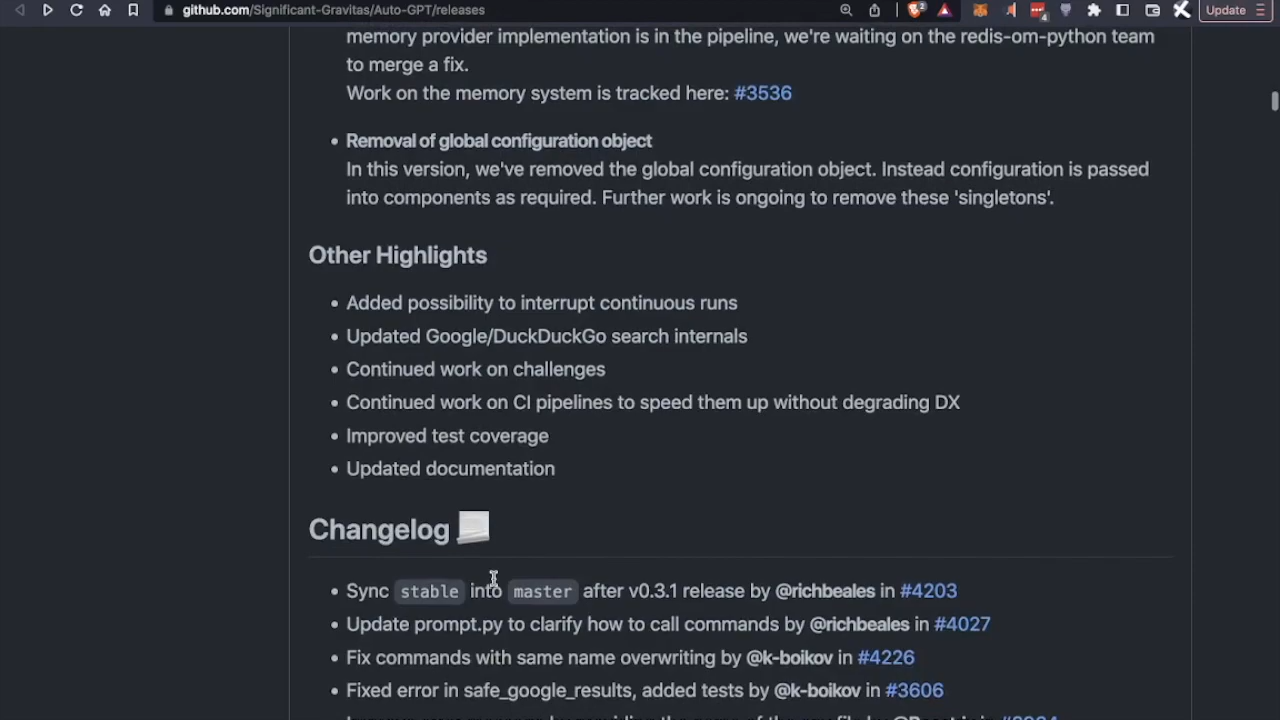 github.com/Significant-Gravitas/Auto-GPT/releases
2
4
Update
memory provider implementation is in the pipeline, we're waiting on the redis-om-python team
to merge a fix.
Work on the memory system is tracked here: #3536
• Removal of global configuration object
In this version, we've removed the global configuration object. Instead configuration is passed
into components as required. Further work is ongoing to remove these 'singletons'.
Other Highlights
• Added possibility to interrupt continuous runs
• Updated Google/DuckDuckGo search internals
• Continued work on challenges
• Continued work on CI pipelines to speed them up without degrading DX
• Improved test coverage
• Updated documentation
Changelog
• Sync stable into master after v0.3.1 release by @richbeales in #4203
• Update prompt.py to clarify how to call commands by @richbeales in #4027
• Fix commands with same name overwriting by @k-boikov in #4226
• Fixed error in safe_google_results, added tests by @k-boikov in #3606